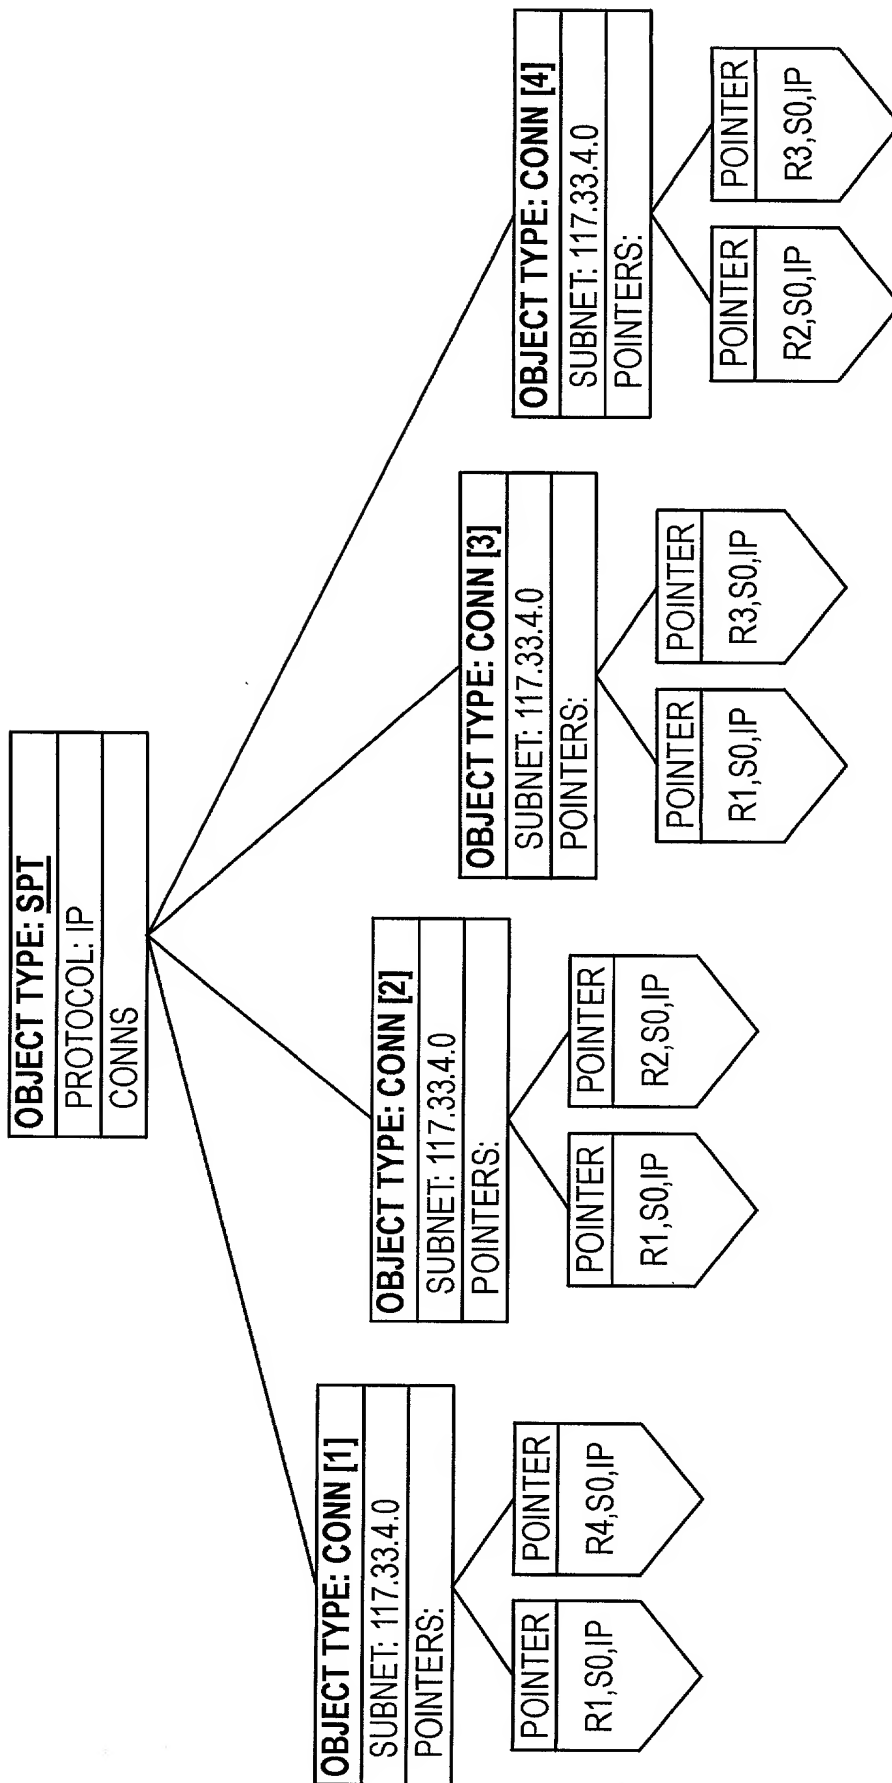 OBJECT TYPE: SPT
PROTOCOL: IP
CONNS
OBJECT TYPE: CONN [1]
SUBNET: 117.33.4.0
POINTERS:
POINTER
R1,S0,IP
POINTER
R4,S0,IP
OBJECT TYPE: CONN [2]
SUBNET: 117.33.4.0
POINTERS:
POINTER
R1,S0,IP
POINTER
R2,S0,IP
OBJECT TYPE: CONN [3]
SUBNET: 117.33.4.0
POINTERS:
POINTER
R1,S0,IP
POINTER
R3,S0,IP
OBJECT TYPE: CONN [4]
SUBNET: 117.33.4.0
POINTERS:
POINTER
R2,S0,IP
POINTER
R3,S0,IP